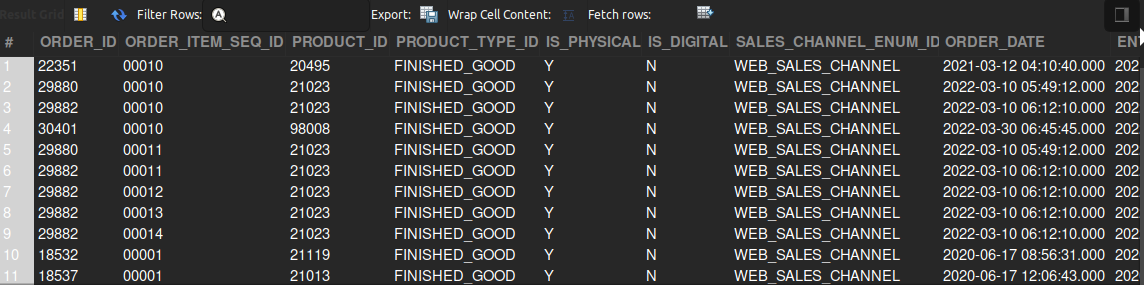 Result Grid Filter Rows: Export: Wrap Cell Content: IA Fetch rows:
# ORDER_ID ORDER_ITEM_SEQ_ID PRODUCT_ID PRODUCT_TYPE_ID IS_PHYSICAL IS_DIGITAL SALES_CHANNEL_ENUM_ID ORDER_DATE EN
1 22351 00010 20495 FINISHED_GOOD Y N WEB_SALES_CHANNEL 2021-03-12 04:10:40.000 202
2 29880 00010 21023 FINISHED_GOOD Y N WEB_SALES_CHANNEL 2022-03-10 05:49:12.000 202
3 29882 00010 21023 FINISHED_GOOD Y N WEB_SALES_CHANNEL 2022-03-10 06:12:10.000 202
4 30401 00010 98008 FINISHED_GOOD Y N WEB_SALES_CHANNEL 2022-03-30 06:45:45.000 202
5 29880 00011 21023 FINISHED_GOOD Y N WEB_SALES_CHANNEL 2022-03-10 05:49:12.000 202
6 29882 00011 21023 FINISHED_GOOD Y N WEB_SALES_CHANNEL 2022-03-10 06:12:10.000 202
7 29882 00012 21023 FINISHED_GOOD Y N WEB_SALES_CHANNEL 2022-03-10 06:12:10.000 202
8 29882 00013 21023 FINISHED_GOOD Y N WEB_SALES_CHANNEL 2022-03-10 06:12:10.000 202
9 29882 00014 21023 FINISHED_GOOD Y N WEB_SALES_CHANNEL 2022-03-10 06:12:10.000 202
10 18532 00001 21119 FINISHED_GOOD Y N WEB_SALES_CHANNEL 2020-06-17 08:56:31.000 202
11 18537 00001 21013 FINISHED_GOOD Y N WEB_SALES_CHANNEL 2020-06-17 12:06:43.000 202